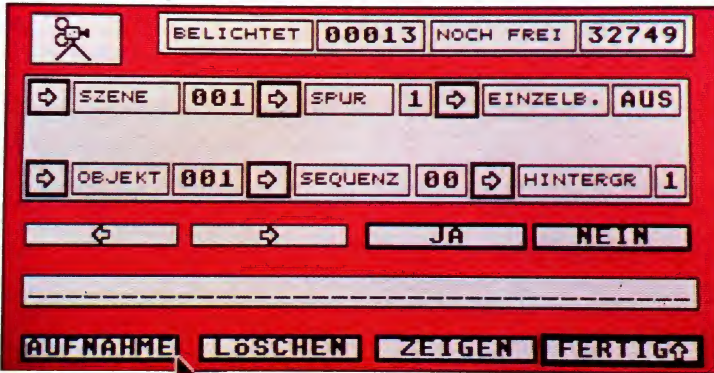 BELICHTET 00013 NOCH FREI 32749
⇨ SZENE 001 ⇨ SPUR 1 ⇨ EINZELB. AUS
⇨ OBJEKT 001 ⇨ SEQUENZ 00 ⇨ HINTERGR 1
⇦ ⇨ JA NEIN
AUFNAHME LÖSCHEN ZEIGEN FERTIG⇧